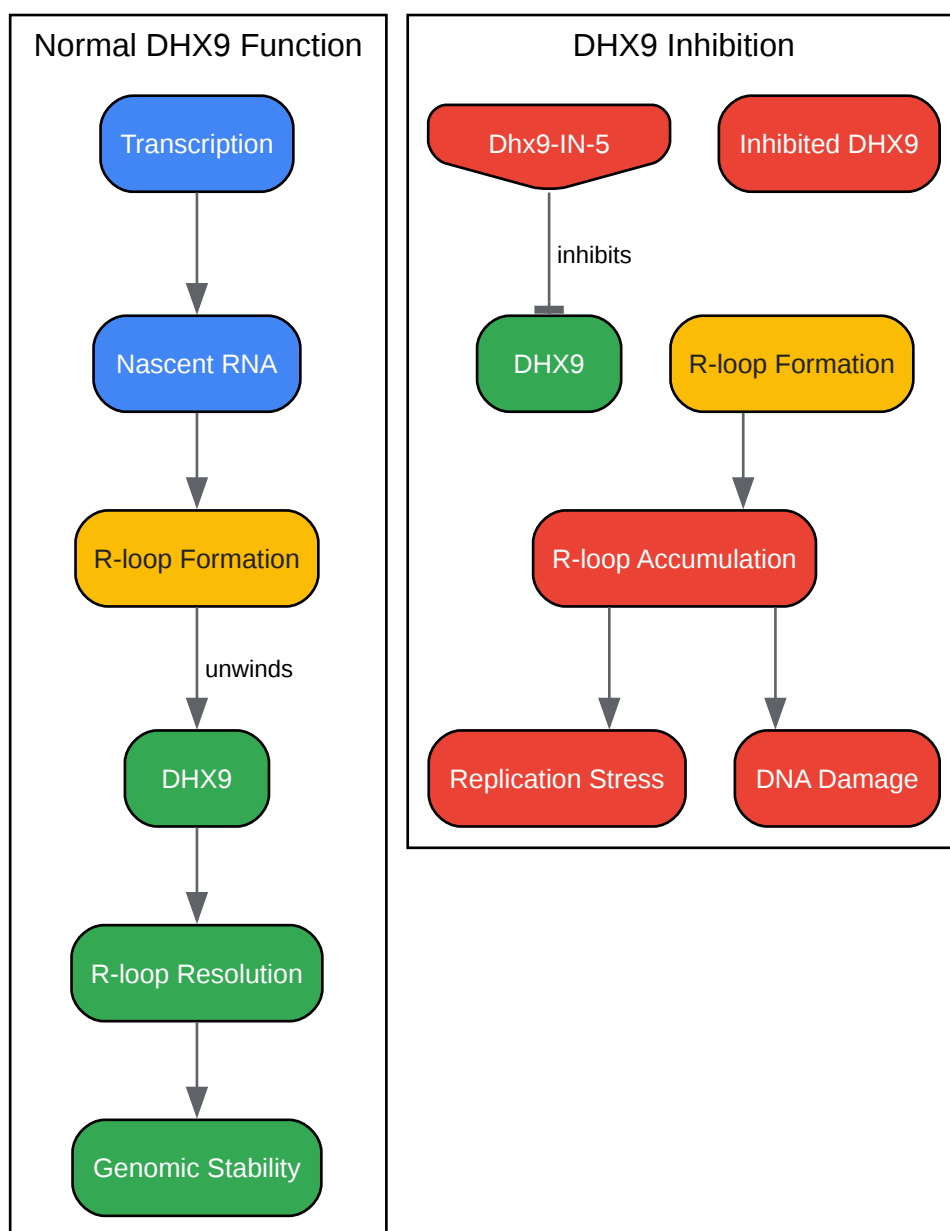 Normal DHX9 Function
Transcription
Nascent RNA
R-loop Formation
unwinds
DHX9
R-loop Resolution
Genomic Stability
DHX9 Inhibition
Dhx9-IN-5
Inhibited DHX9
inhibits
DHX9
R-loop Formation
R-loop Accumulation
Replication Stress
DNA Damage